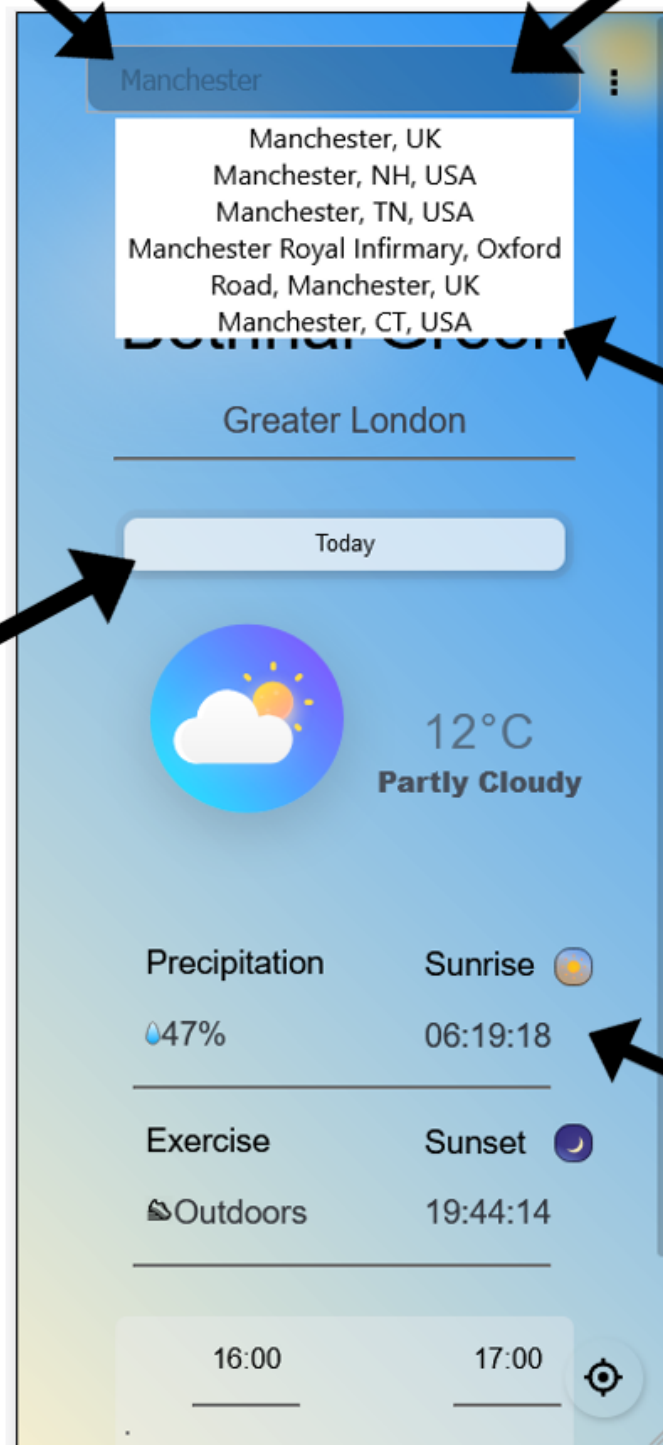 Manchester
Manchester, UK
Manchester, NH, USA
Manchester, TN, USA
Manchester Royal Infirmary, Oxford
Road, Manchester, UK
Manchester, CT, USA
Greater London
Today
12°C
Partly Cloudy
Precipitation
Sunrise
47%
06:19:18
Exercise
Sunset
Outdoors
19:44:14
16:00
17:00